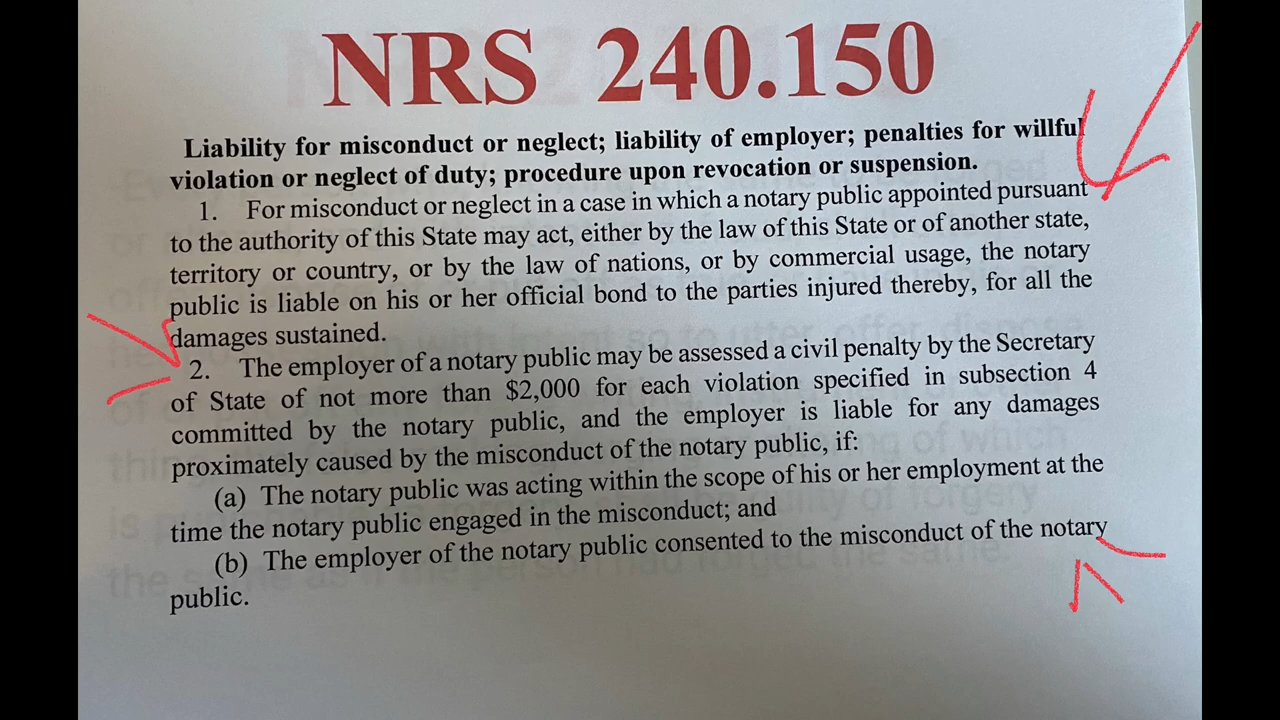 NRS 240.150
Liability for misconduct or neglect; liability of employer; penalties for willful
violation or neglect of duty; procedure upon revocation or suspension.
1. For misconduct or neglect in a case in which a notary public appointed pursuant
to the authority of this State may act, either by the law of this State or of another state,
territory or country, or by the law of nations, or by commercial usage, the notary
public is liable on his or her official bond to the parties injured thereby, for all the
damages sustained.
2. The employer of a notary public may be assessed a civil penalty by the Secretary
of State of not more than $2,000 for each violation specified in subsection 4
committed by the notary public, and the employer is liable for any damages
proximately caused by the misconduct of the notary public, if:
(a) The notary public was acting within the scope of his or her employment at the
time the notary public engaged in the misconduct; and
(b) The employer of the notary public consented to the misconduct of the notary
public.